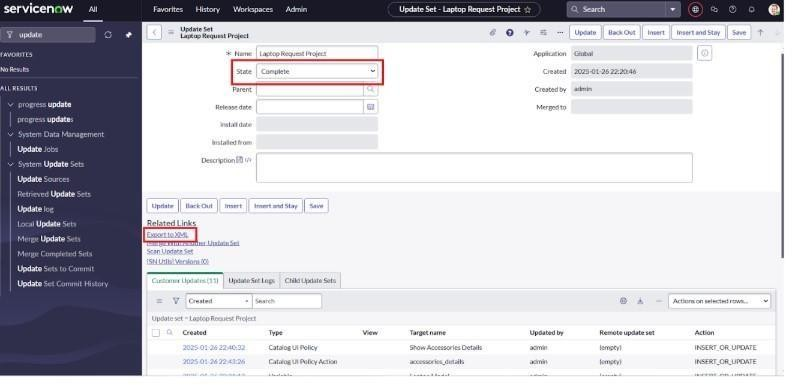 servicenow All Favorites History Workspaces Admin Update Set - Laptop Request Project Search
update
Update Set
Laptop Request Project
Update Back Out Insert Insert and Stay Save
FAVORITES
No Results
ALL RESULTS
progress update
progress updates
System Data Management
Update Jobs
System Update Sets
Update Sources
Retrieved Update Sets
Update log
Local Update Sets
Merge Update Sets
Merge Completed Sets
Update Sets to Commit
Update Set Commit History
Name Laptop Request Project
State Complete
Parent
Release date
Install date
Installed from
Description
Application Global
Created 2025-01-26 22:20:46
Created by admin
Merged to
Update Back Out Insert Insert and Stay Save
Related Links
Export to XML
Merge With Another Update Set
Scan Update Set
[SN Utils] Versions (0)
Customer Updates (11) Update Set Logs Child Update Sets
Created Search Actions on selected rows...
Update set = Laptop Request Project
Created Type View Target name Updated by Remote update set Action
2025-01-26 22:40:32 Catalog UI Policy Show Accessories Details admin (empty) INSERT_OR_UPDATE
2025-01-26 22:43:26 Catalog UI Policy Action accessories_details admin (empty) INSERT_OR_UPDATE